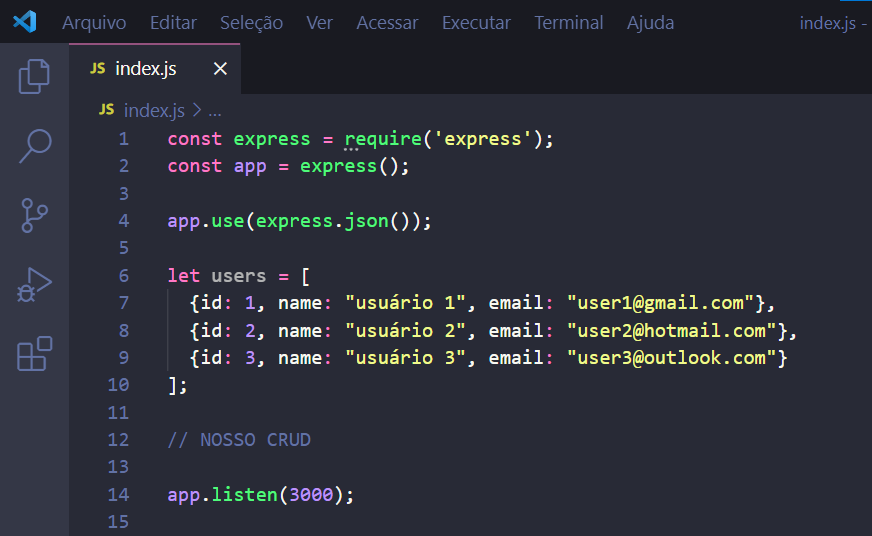 Arquivo Editar Seleção Ver Acessar Executar Terminal Ajuda index.js -
JS index.js ×
JS index.js > ...
1 const express = require('express');
2 const app = express();
3
4 app.use(express.json());
5
6 let users = [
7 {id: 1, name: "usuário 1", email: "user1@gmail.com"},
8 {id: 2, name: "usuário 2", email: "user2@hotmail.com"},
9 {id: 3, name: "usuário 3", email: "user3@outlook.com"}
10 ];
11
12 // NOSSO CRUD
13
14 app.listen(3000);
15